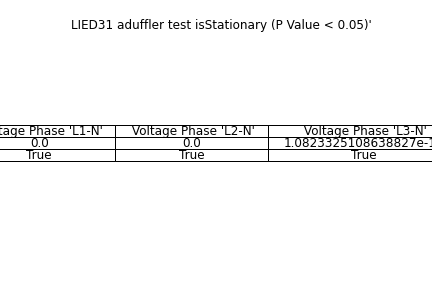 LIED31 aduffler test isStationary (P Value < 0.05)'
tage Phase 'L1-N' Voltage Phase 'L2-N' Voltage Phase 'L3-N'
0.0 0.0 1.0823325108638827e-1
True True True